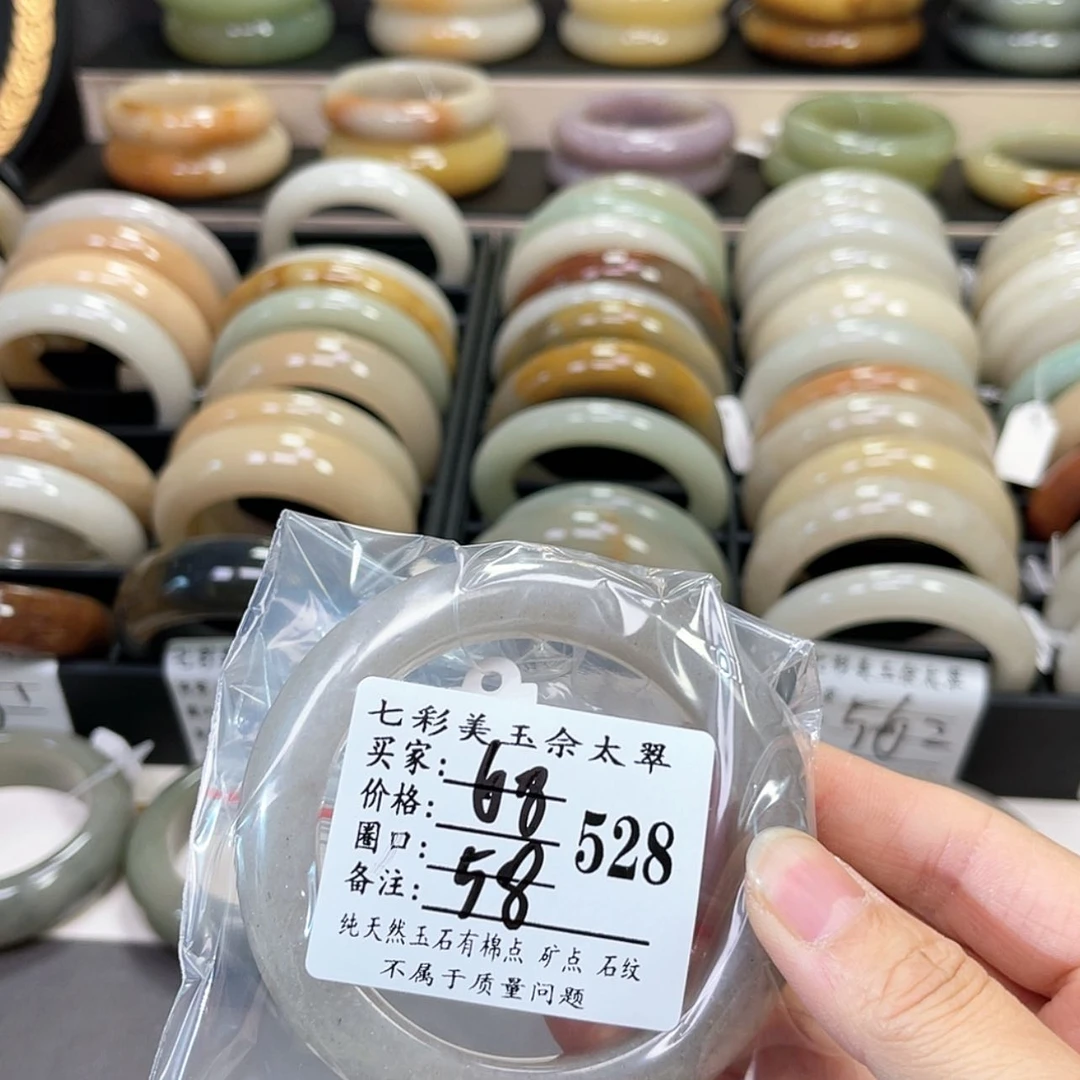 七彩美玉佘太翠
买家:
价格: 68
圈口:
备注: 58
528
纯天然玉石有棉点 矿点 石纹
不属于质量问题